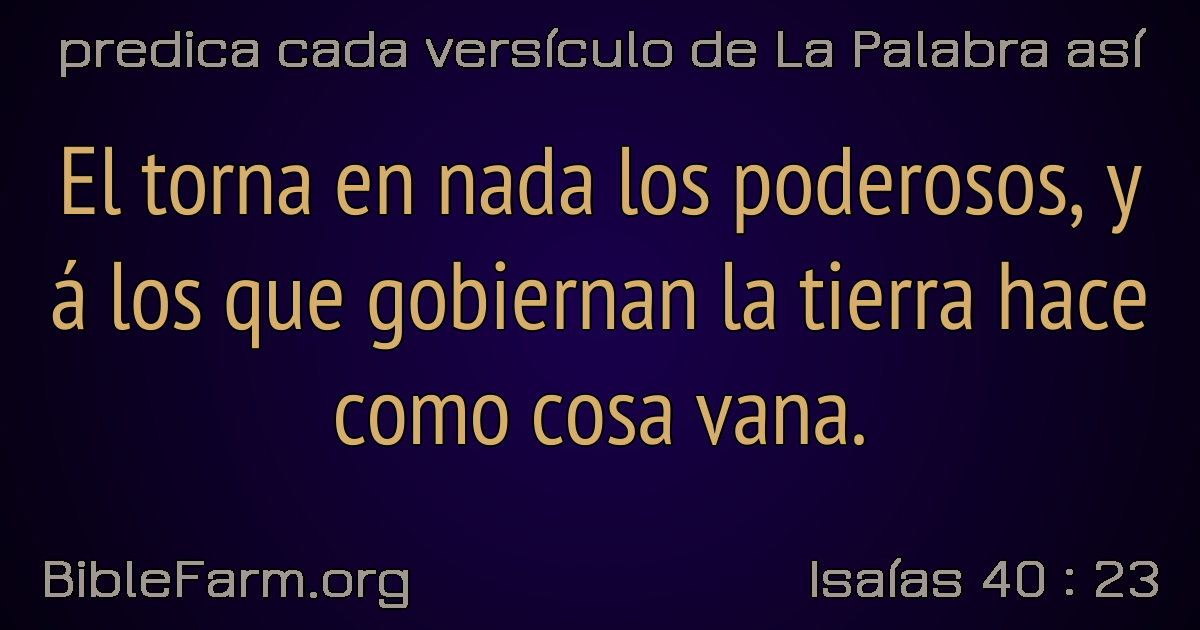 predica cada versículo de La Palabra así
El torna en nada los poderosos, y
á los que gobiernan la tierra hace
como cosa vana.
BibleFarm.org
Isaías 40 : 23